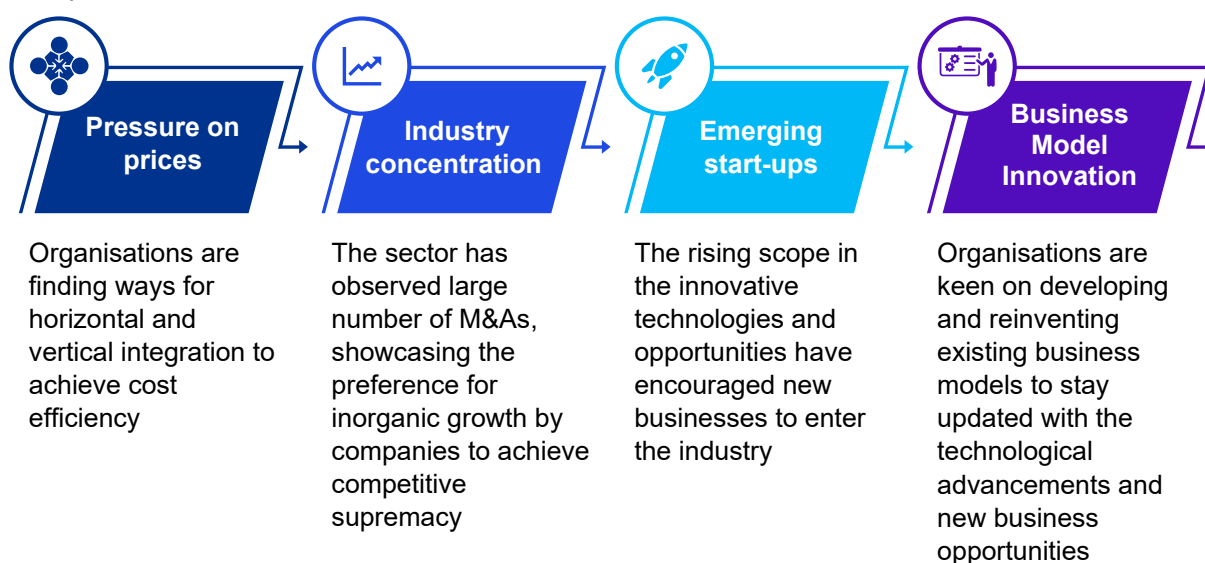 Pressure on
prices
Industry
concentration
Emerging
start-ups
Business
Model
Innovation
Organisations are
finding ways for
horizontal and
vertical integration to
achieve cost
efficiency
The sector has
observed large
number of M&As,
showcasing the
preference for
inorganic growth by
companies to achieve
competitive
supremacy
The rising scope in
the innovative
technologies and
opportunities have
encouraged new
businesses to enter
the industry
Organisations are
keen on developing
and reinventing
existing business
models to stay
updated with the
technological
advancements and
new business
opportunities